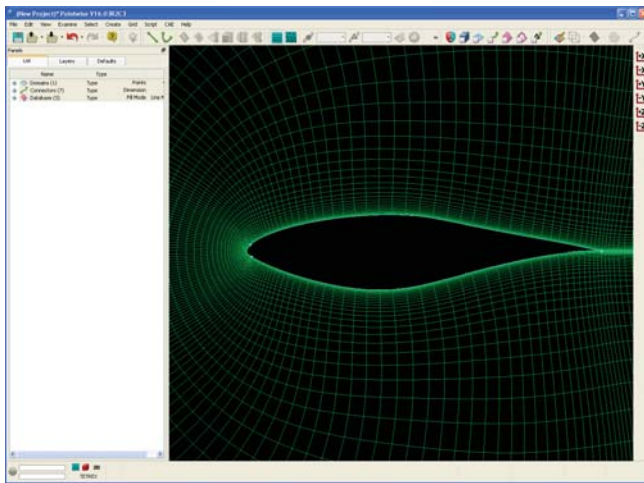 (New Project)* Pointwise V16.0
File Edit View Examine Select Create Grid Script CAE Help
Panels
List Layers Defaults
Name Type
Domains (1) Type Points
Connectors (7) Type Dimension
Database (3) Type Fill Mode Line